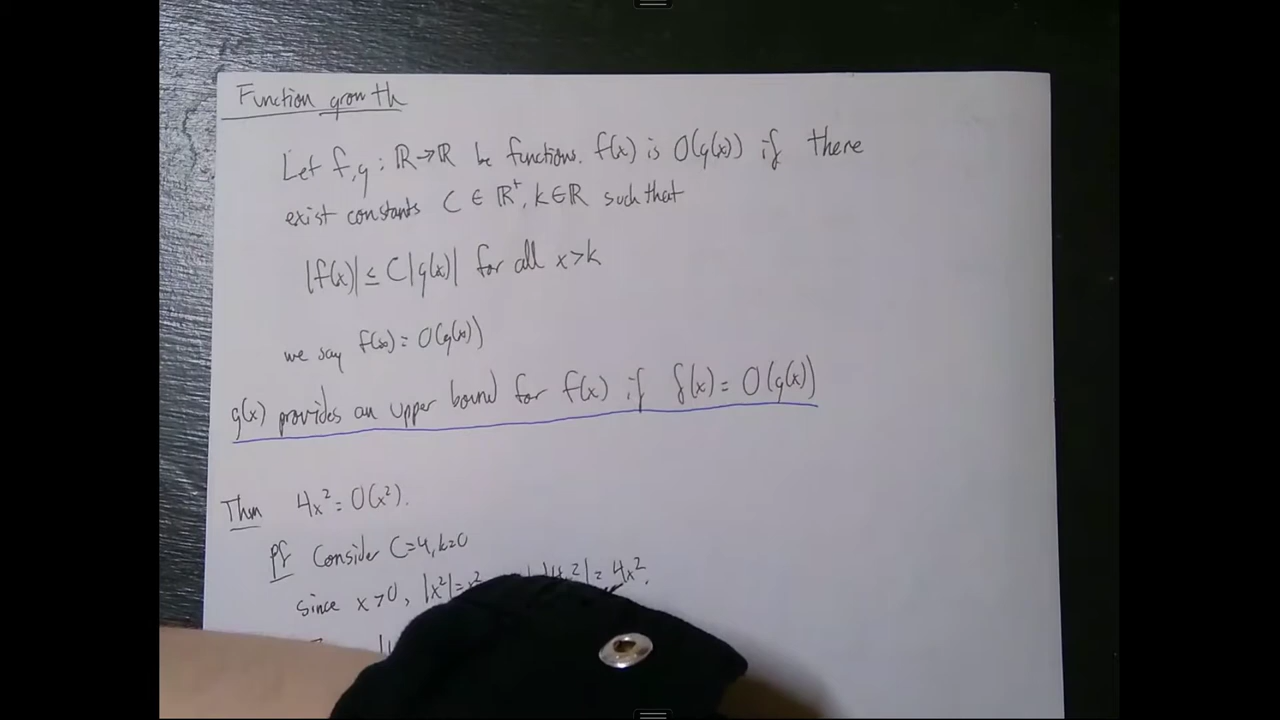 Function growth
Let f,g : ℝ→ℝ be functions. f(x) is O(g(x)) if there
exist constants C ∈ ℝ⁺, k∈ℝ such that
|f(x)| ≤ C|g(x)| for all x>k
we say f(x) = O(g(x))
g(x) provides an upper bound for f(x) if f(x) = O(g(x))
Thm 4x² = O(x²).
Pf Consider C=4, k=0
Since x>0, |x²|=x² |4x²| = 4x².